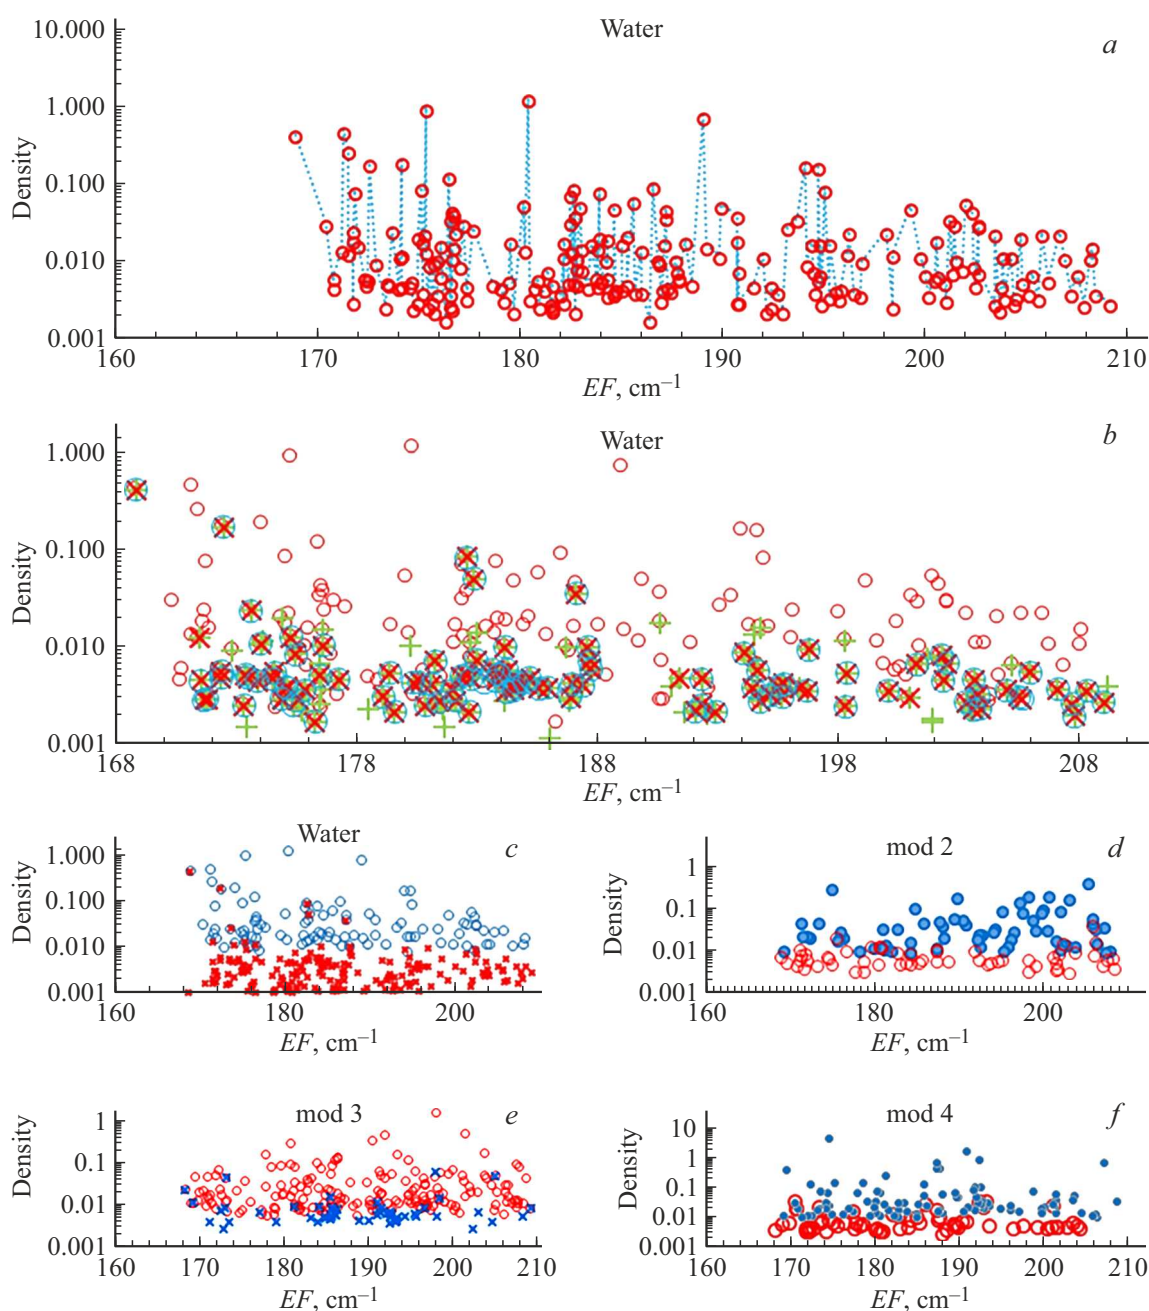 Water
a
10.000
1.000
0.100
0.010
0.001
Density
160 170 180 190 200 210
EF, cm–1
Water
b
1.000
0.100
0.010
0.001
Density
168 178 188 198 208
EF, cm–1
Water
c
1.000
0.100
0.010
0.001
Density
160 180 200
EF, cm–1
mod 2
d
1
0.1
0.01
0.001
Density
160 180 200
EF, cm–1
mod 3
e
1
0.1
0.01
0.001
Density
160 170 180 190 200 210
EF, cm–1
mod 4
f
10
1
0.1
0.01
0.001
Density
160 170 180 190 200 210
EF, cm–1